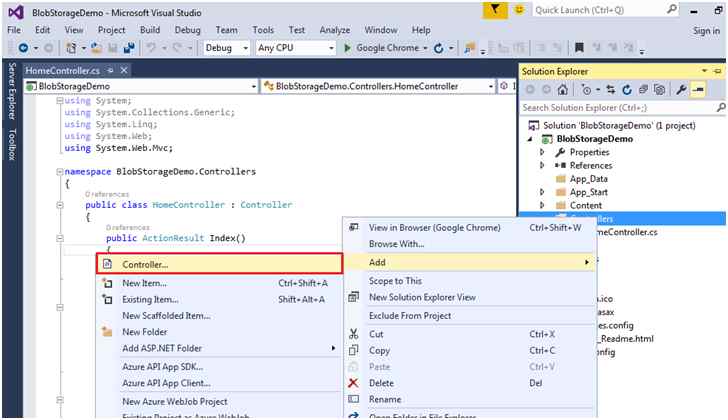 BlobStorageDemo - Microsoft Visual Studio
Quick Launch (Ctrl+Q)
File Edit View Project Build Debug Team Tools Test Analyze Window Help
Sign in
Debug Any CPU Google Chrome
Server Explorer
Toolbox
HomeController.cs
BlobStorageDemo BlobStorageDemo.Controllers.HomeController
using System;
using System.Collections.Generic;
using System.Linq;
using System.Web;
using System.Web.Mvc;
namespace BlobStorageDemo.Controllers
{
0 references
public class HomeController : Controller
{
0 references
public ActionResult Index()
{
Controller...
New Item... Ctrl+Shift+A
Existing Item... Shift+Alt+A
New Scaffolded Item...
New Folder
Add ASP.NET Folder
Azure API App SDK...
Azure API App Client...
New Azure WebJob Project
Existing Project as Azure WebJob
View in Browser (Google Chrome) Ctrl+Shift+W
Browse With...
Add
Scope to This
New Solution Explorer View
Exclude From Project
Cut Ctrl+X
Copy Ctrl+C
Paste Ctrl+V
Delete Del
Rename
Open Folder in File Explorer
Solution Explorer
Search Solution Explorer (Ctrl+;)
Solution 'BlobStorageDemo' (1 project)
BlobStorageDemo
Properties
References
App_Data
App_Start
Content
Controllers
meController.cs
s
.ico
asax
es.config
_Readme.html
config